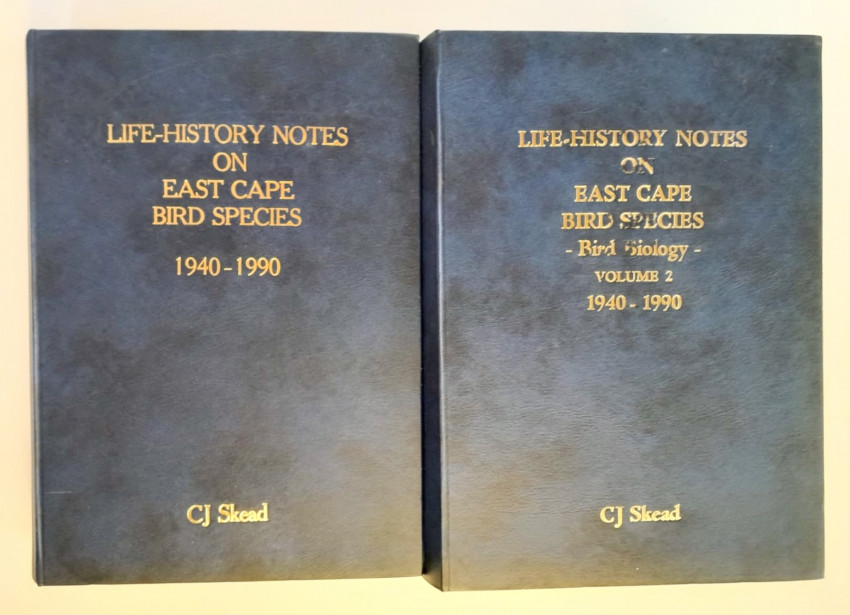 LIFE-HISTORY NOTES
ON
EAST CAPE
BIRD SPECIES
1940-1990
CJ Skead
LIFE-HISTORY NOTES
ON
EAST CAPE
BIRD SPECIES
- Bird Biology -
VOLUME 2
1940 - 1990
CJ Skead